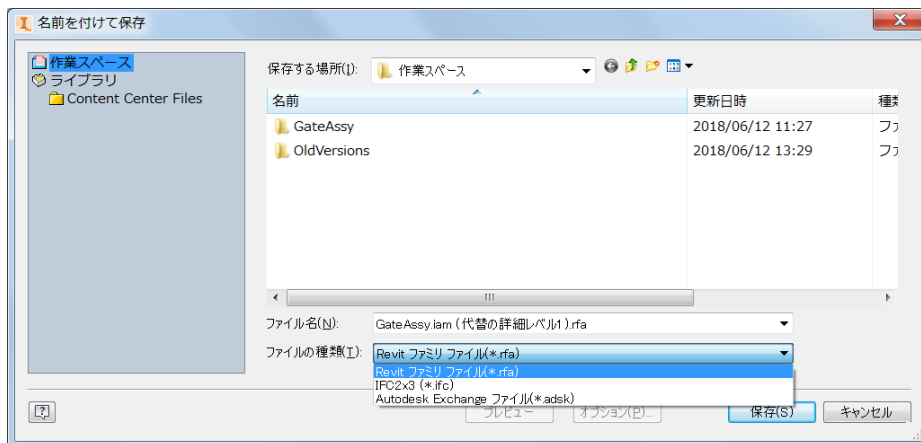 名前を付けて保存
作業スペース
ライブラリ
Content Center Files
保存する場所(I): 作業スペース
名前 更新日時 種類
GateAssy 2018/06/12 11:27 ファ
OldVersions 2018/06/12 13:29 ファ
ファイル名(N): GateAssy.iam (代替の詳細レベル1).rfa
ファイルの種類(T): Revit ファミリ ファイル(*.rfa)
Revit ファミリ ファイル(*.rfa)
IFC2x3 (*.ifc)
Autodesk Exchange ファイル(*.adsk)
プレビュー オプション(P)... 保存(S) キャンセル